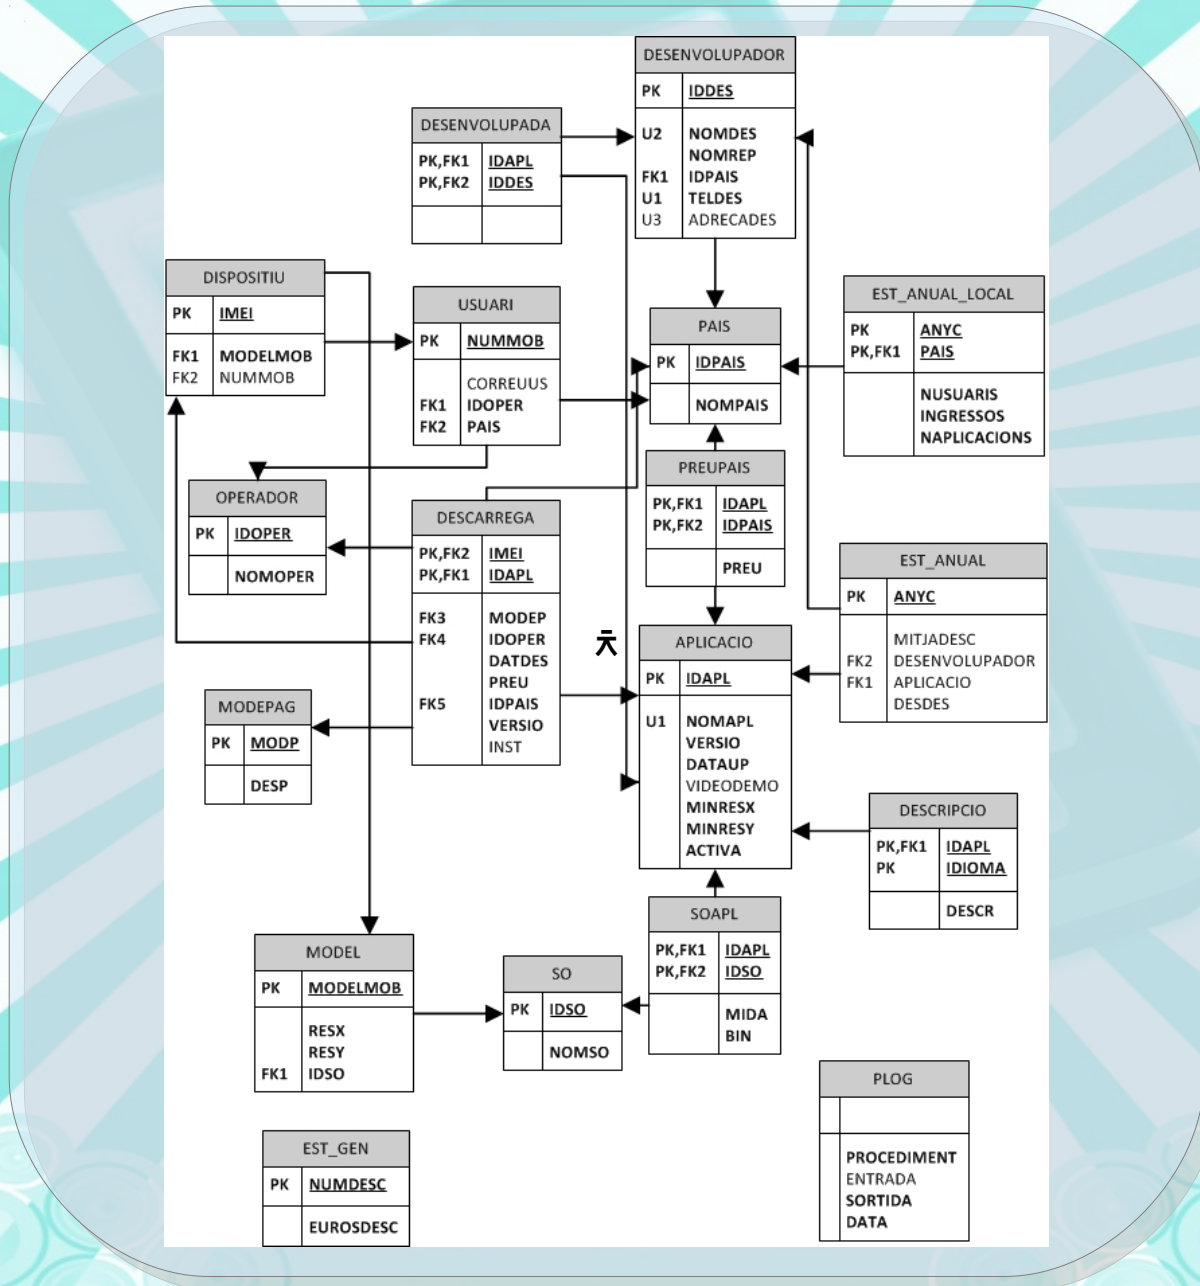 DESENVOLUPADOR
PK IDDES
U2 NOMDES
NOMREP
FK1 IDPAIS
U1 TELDES
U3 ADRECADES
DESENVOLUPADA
PK,FK1 IDAPL
PK,FK2 IDDES
DISPOSITIU
PK IMEI
FK1 MODELMOB
FK2 NUMMOB
USUARI
PK NUMMOB
CORREUUS
FK1 IDOPER
FK2 PAIS
PAIS
PK IDPAIS
NOMPAIS
EST_ANUAL_LOCAL
PK ANYC
PK,FK1 PAIS
NUSUARIS
INGRESSOS
NAPLICACIONS
OPERADOR
PK IDOPER
NOMOPER
DESCARREGA
PK,FK2 IMEI
PK,FK1 IDAPL
FK3 MODEP
FK4 IDOPER
DATDES
PREU
FK5 IDPAIS
VERSIO
INST
PREUPAIS
PK,FK1 IDAPL
PK,FK2 IDPAIS
PREU
EST_ANUAL
PK ANYC
MITJADESC
FK2 DESENVOLUPADOR
FK1 APLICACIO
DESDES
APLICACIO
PK IDAPL
U1 NOMAPL
VERSIO
DATAUP
VIDEODEMO
MINRESX
MINRESY
ACTIVA
MODEPAG
PK MODP
DESP
DESCRIPCIO
PK,FK1 IDAPL
PK IDIOMA
DESCR
SOAPL
PK,FK1 IDAPL
PK,FK2 IDSO
MIDA
BIN
MODEL
PK MODELMOB
RESX
RESY
FK1 IDSO
SO
PK IDSO
NOMSO
PLOG
PROCEDIMENT
ENTRADA
SORTIDA
DATA
EST_GEN
PK NUMDESC
EUROSDESC